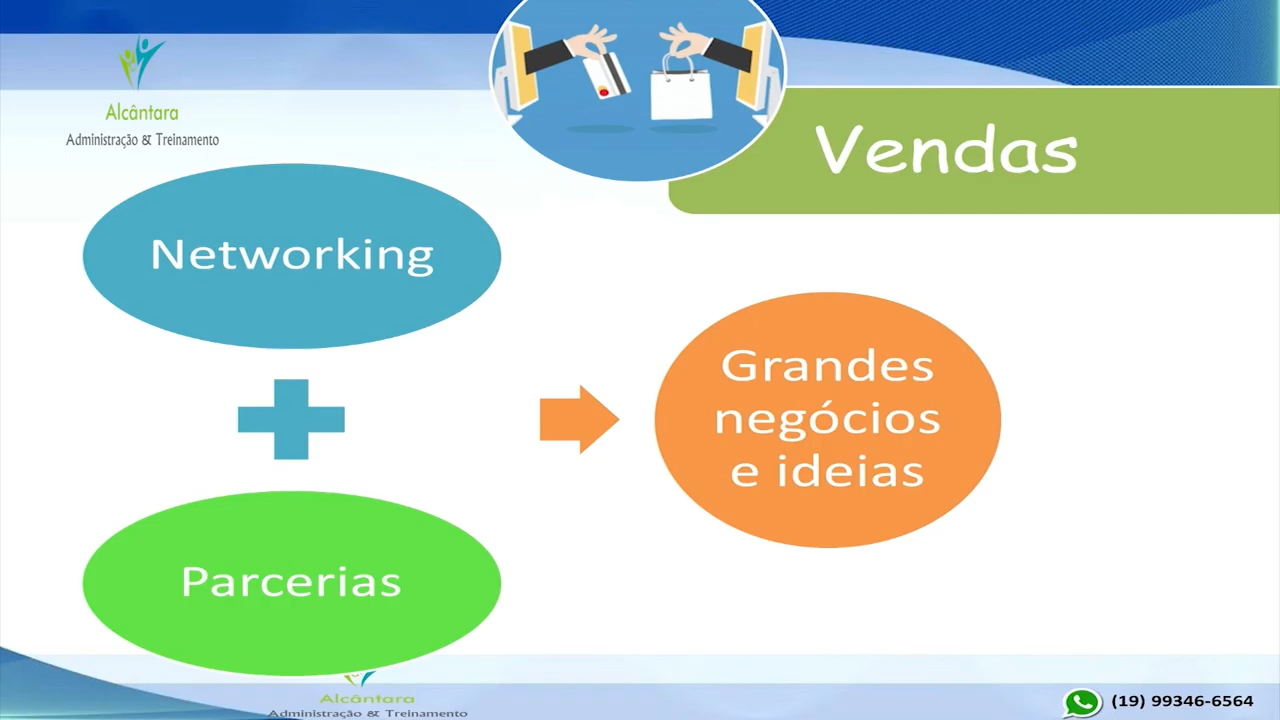 Alcântara
Administração & Treinamento
Vendas
Networking
Grandes
negócios
e ideias
Parcerias
Alcântara
Administração & Treinamento
(19) 99346-6564